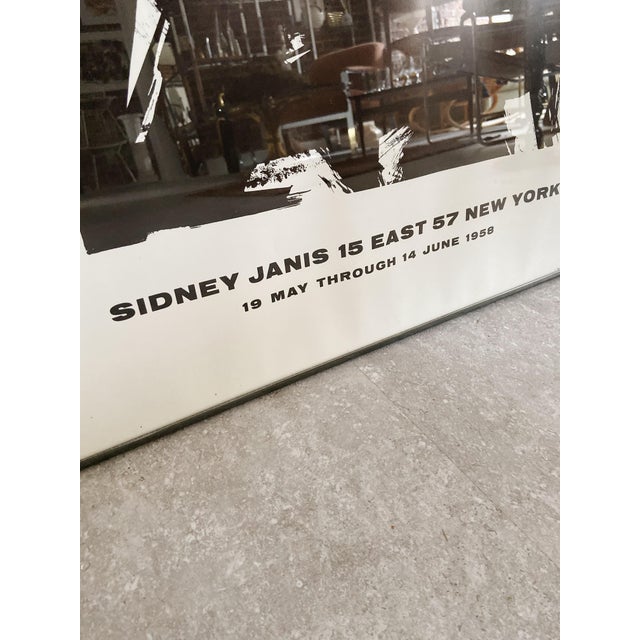 SIDNEY JANIS 15 EAST 57 NEW YORK
19 MAY THROUGH 14 JUNE 1958